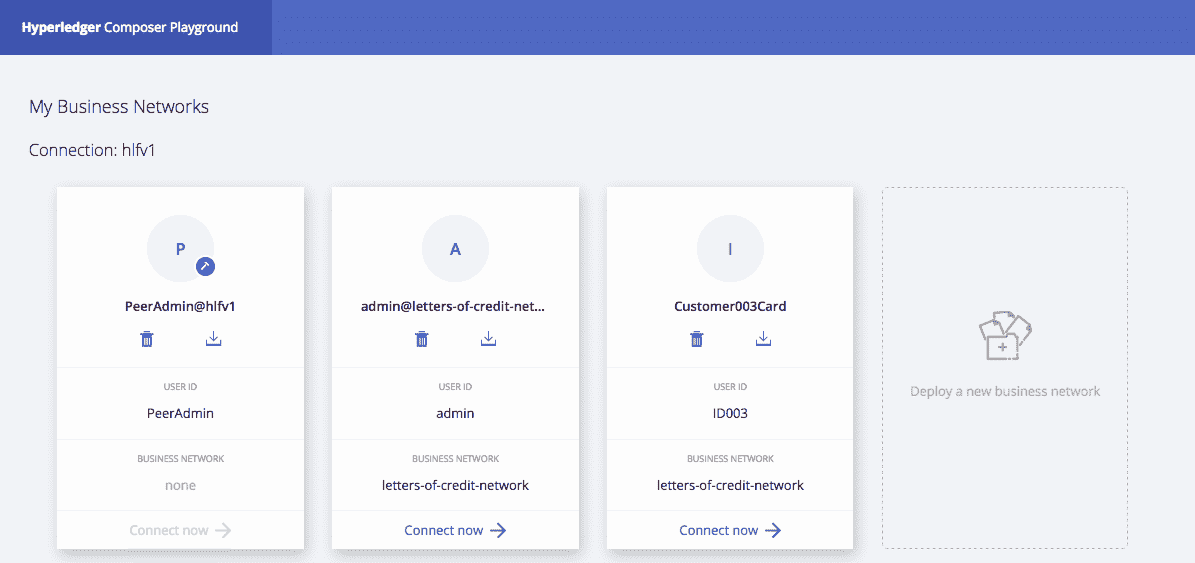 Hyperledger Composer Playground
My Business Networks
Connection: hlfv1
P
PeerAdmin@hlfv1
USER ID
PeerAdmin
BUSINESS NETWORK
none
Connect now
A
admin@letters-of-credit-net...
USER ID
admin
BUSINESS NETWORK
letters-of-credit-network
Connect now
I
Customer003Card
USER ID
ID003
BUSINESS NETWORK
letters-of-credit-network
Connect now
Deploy a new business network